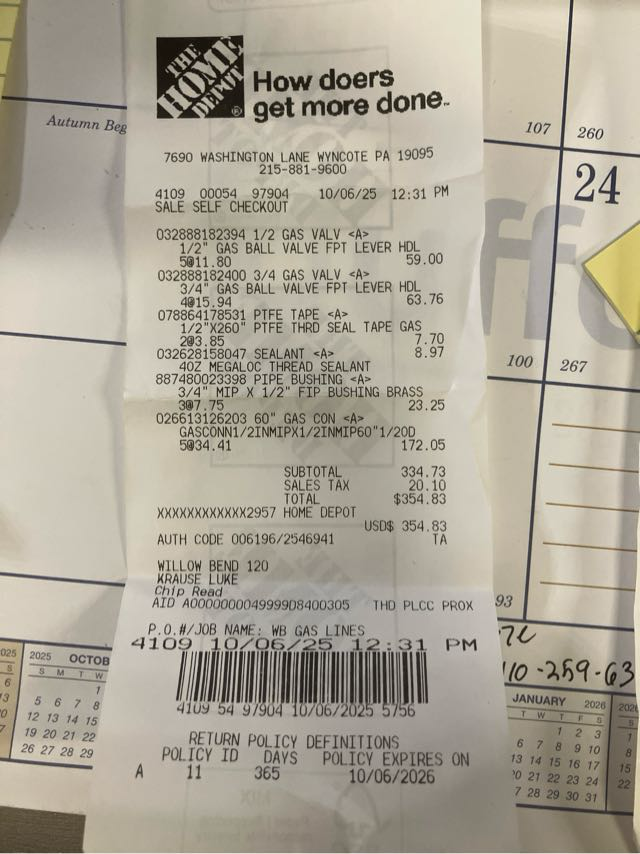 THE
HOME
DEPOT
®
How doers
get more done™
7690 WASHINGTON LANE WYNCOTE PA 19095
215-881-9600
4109 00054 97904 10/06/25 12:31 PM
SALE SELF CHECKOUT
032888182394 1/2 GAS VALV <A>
1/2" GAS BALL VALVE FPT LEVER HDL
5@11.80 59.00
032888182400 3/4 GAS VALV <A>
3/4" GAS BALL VALVE FPT LEVER HDL
4@15.94 63.76
078864178531 PTFE TAPE <A>
1/2"X260" PTFE THRD SEAL TAPE GAS
2@3.85 7.70
032628158047 SEALANT <A> 8.97
4OZ MEGALOC THREAD SEALANT
887480023398 PIPE BUSHING <A>
3/4" MIP X 1/2" FIP BUSHING BRASS
3@7.75 23.25
026613126203 60" GAS CON <A>
GASCONN1/2INMIPX1/2INMIP60"1/2OD
5@34.41 172.05
SUBTOTAL 334.73
SALES TAX 20.10
TOTAL $354.83
XXXXXXXXXXXX2957 HOME DEPOT
USD$ 354.83
AUTH CODE 006196/2546941 TA
WILLOW BEND 120
KRAUSE LUKE
Chip Read
AID A0000000049999D8400305 THD PLCC PROX
P.O.#/JOB NAME: WB GAS LINES
4109 10/06/25 12:31 PM
4109 54 97904 10/06/2025 5756
RETURN POLICY DEFINITIONS
POLICY ID DAYS POLICY EXPIRES ON
A 11 365 10/06/2026
Autumn Beg
107 260
24
100 267
93
10-259-63
025
S
6
13
2025 OCTOB
S M T W
1
5 6 7 8
12 13 14 15
19 20 21 22
26 27 28 29
JANUARY 2026
T W T F S
1 2 3
6 7 8 9 10
13 14 15 16 17
20 21 22 23 24
7 28 29 30 31
202
S
1
8
15
22